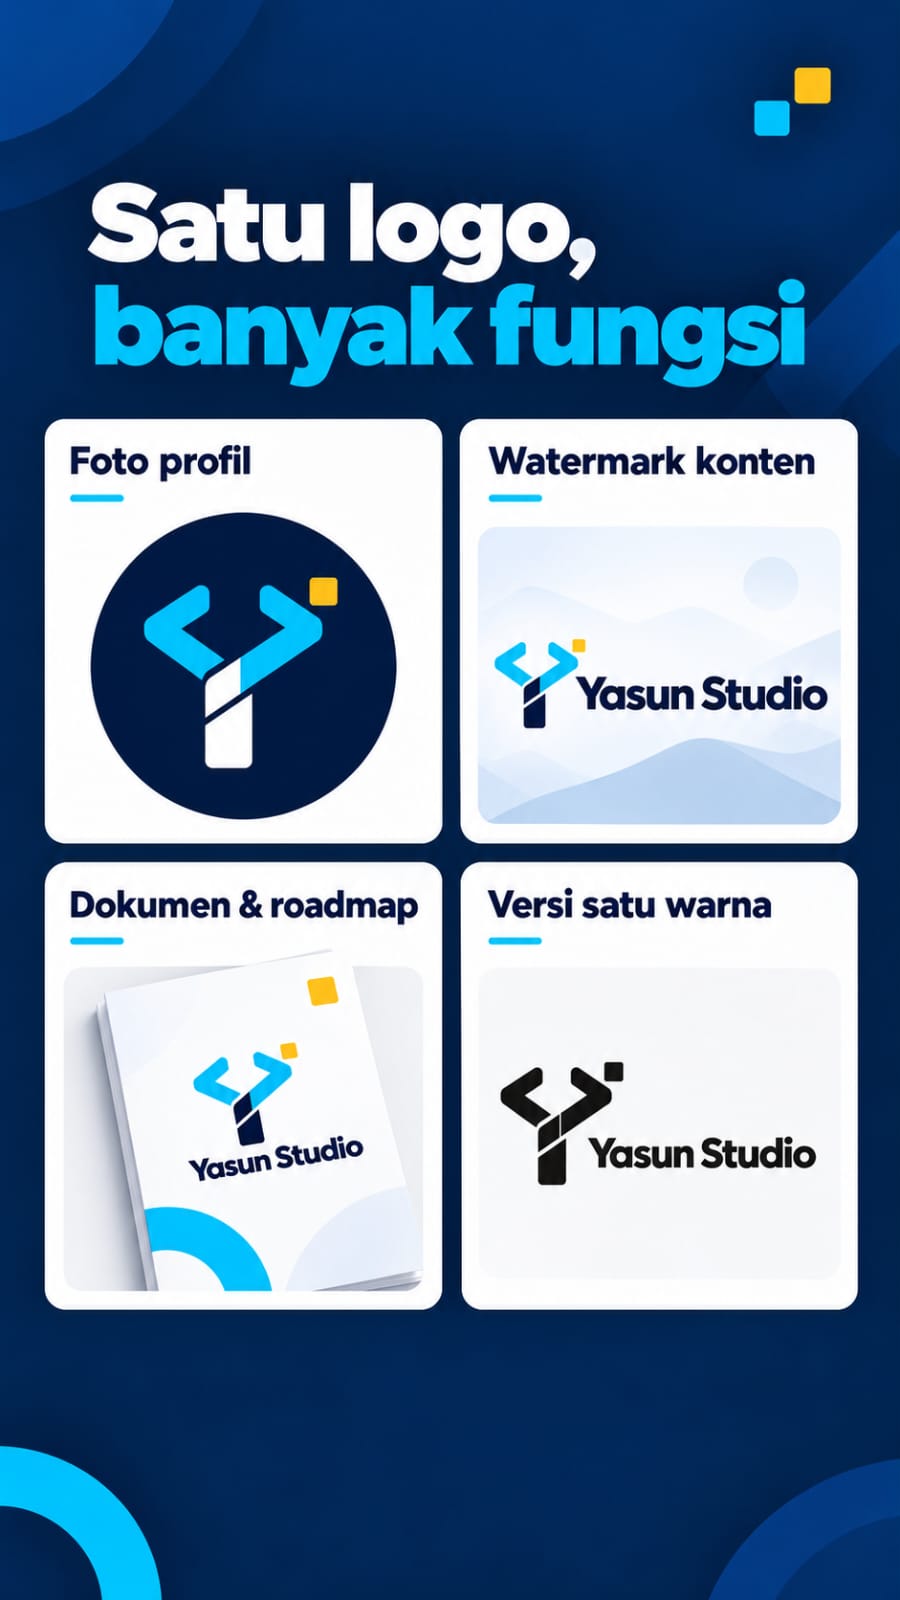 Satu logo,
banyak fungsi
Foto profil
Watermark konten
Yasun Studio
Dokumen & roadmap
Yasun Studio
Versi satu warna
Yasun Studio